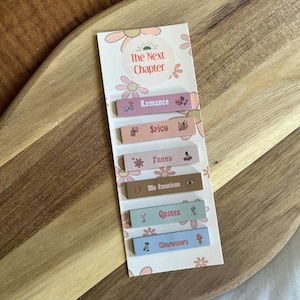 The Next
Chapter
Romance
Spicy
Funny
My Emotions
Quotes
Characters